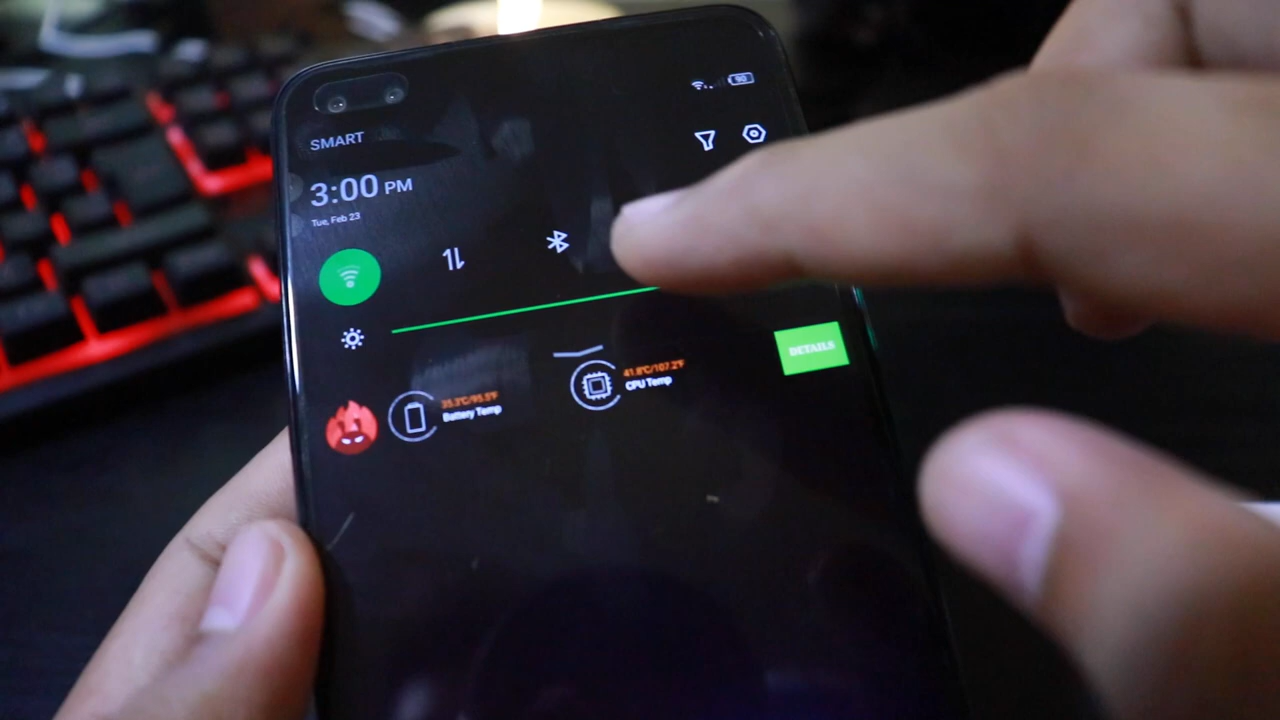 90
SMART
3:00 PM
Tue, Feb 23
DETAILS
41.8°C/107.2°F
CPU Temp
35.3°C/95.5°F
Battery Temp